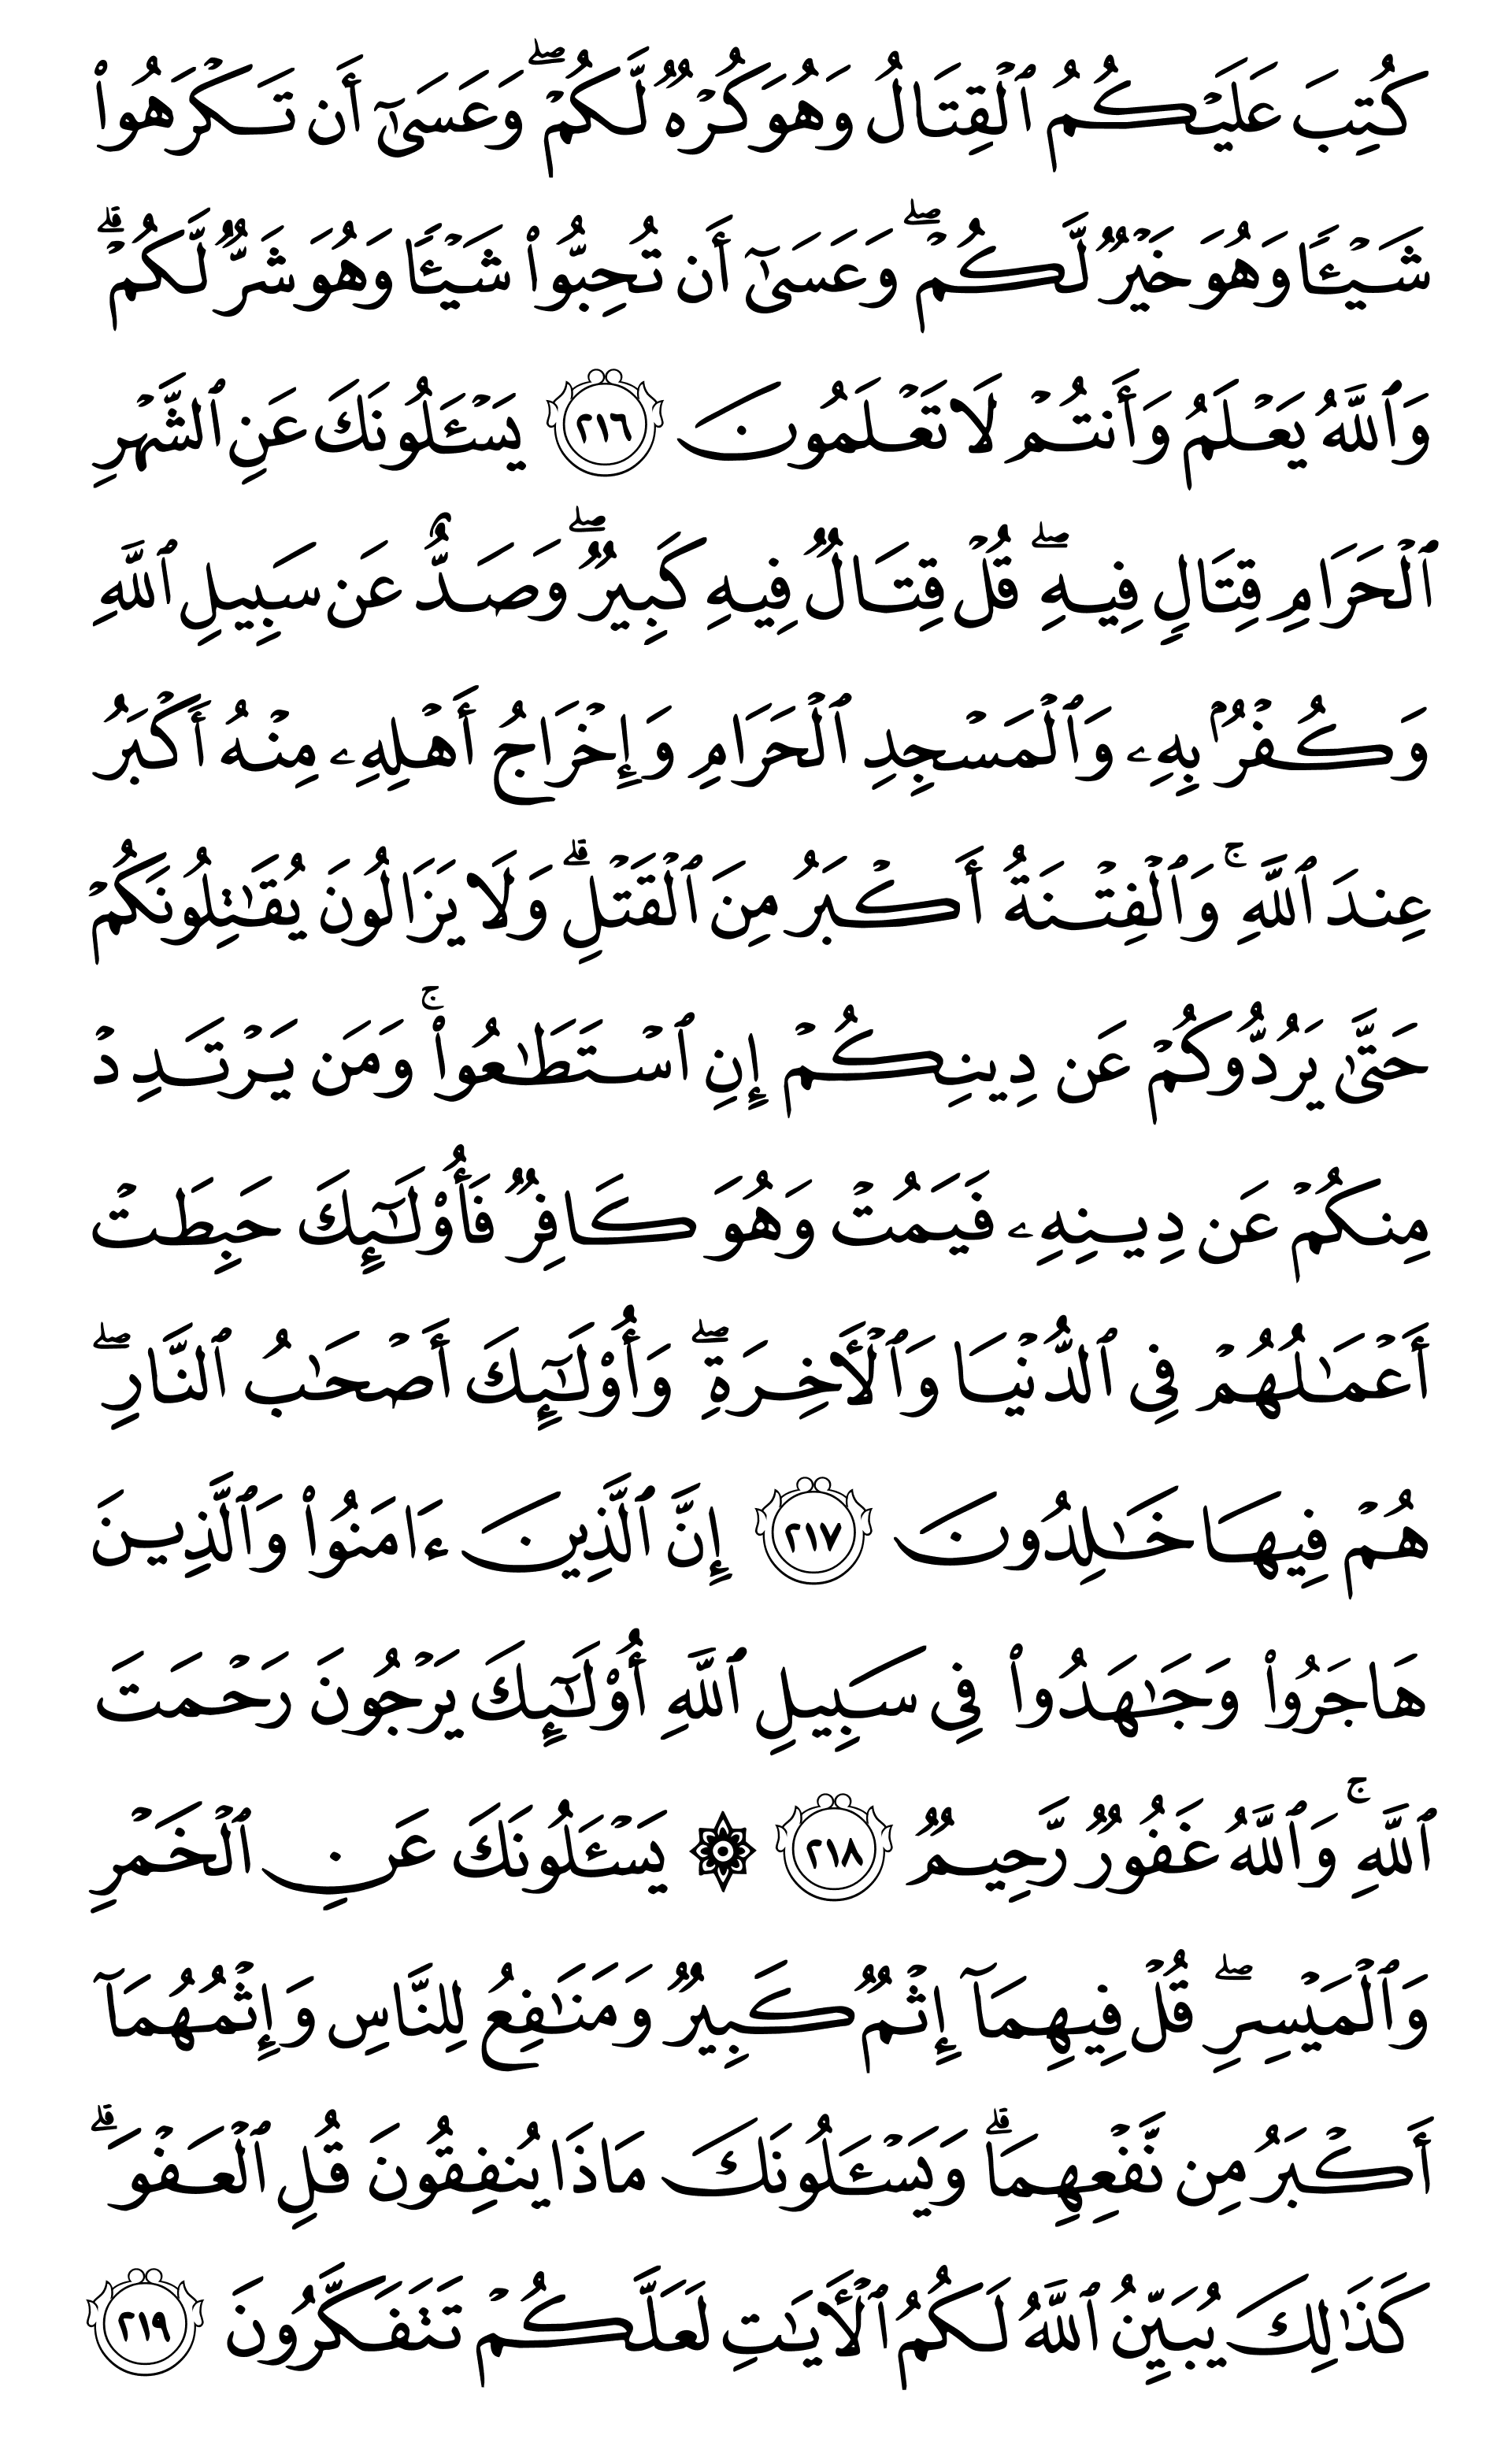 كُتِبَ عَلَيۡكُمُ ٱلۡقِتَالُ وَهُوَ كُرۡهٞ لَّكُمۡۖ وَعَسَىٰٓ أَن تَكۡرَهُواْ
شَيۡـٔٗا وَهُوَ خَيۡرٞ لَّكُمۡۖ وَعَسَىٰٓ أَن تُحِبُّواْ شَيۡـٔٗا وَهُوَ شَرّٞ لَّكُمۡۚ
وَٱللَّهُ يَعۡلَمُ وَأَنتُمۡ لَا تَعۡلَمُونَ ٢١٦ يَسۡـَٔلُونَكَ عَنِ ٱلشَّهۡرِ
ٱلۡحَرَامِ قِتَالٖ فِيهِۖ قُلۡ قِتَالٞ فِيهِ كَبِيرٞۖ وَصَدٌّ عَن سَبِيلِ ٱللَّهِ
وَكُفۡرُۢ بِهِۦ وَٱلۡمَسۡجِدِ ٱلۡحَرَامِ وَإِخۡرَاجُ أَهۡلِهِۦ مِنۡهُ أَكۡبَرُ
عِندَ ٱللَّهِۚ وَٱلۡفِتۡنَةُ أَكۡبَرُ مِنَ ٱلۡقَتۡلِۗ وَلَا يَزَالُونَ يُقَٰتِلُونَكُمۡ
حَتَّىٰ يَرُدُّوكُمۡ عَن دِينِكُمۡ إِنِ ٱسۡتَطَٰعُواْۚ وَمَن يَرۡتَدِدۡ
مِنكُمۡ عَن دِينِهِۦ فَيَمُتۡ وَهُوَ كَافِرٞ فَأُوْلَٰٓئِكَ حَبِطَتۡ
أَعۡمَٰلُهُمۡ فِي ٱلدُّنۡيَا وَٱلۡأٓخِرَةِۖ وَأُوْلَٰٓئِكَ أَصۡحَٰبُ ٱلنَّارِۖ
هُمۡ فِيهَا خَٰلِدُونَ ٢١٧ إِنَّ ٱلَّذِينَ ءَامَنُواْ وَٱلَّذِينَ
هَاجَرُواْ وَجَٰهَدُواْ فِي سَبِيلِ ٱللَّهِ أُوْلَٰٓئِكَ يَرۡجُونَ رَحۡمَتَ
ٱللَّهِۚ وَٱللَّهُ غَفُورٞ رَّحِيمٞ ٢١٨ ۞ يَسۡـَٔلُونَكَ عَنِ ٱلۡخَمۡرِ
وَٱلۡمَيۡسِرِۖ قُلۡ فِيهِمَآ إِثۡمٞ كَبِيرٞ وَمَنَٰفِعُ لِلنَّاسِ وَإِثۡمُهُمَآ
أَكۡبَرُ مِن نَّفۡعِهِمَاۗ وَيَسۡـَٔلُونَكَ مَاذَا يُنفِقُونَ قُلِ ٱلۡعَفۡوَۗ
كَذَٰلِكَ يُبَيِّنُ ٱللَّهُ لَكُمُ ٱلۡأٓيَٰتِ لَعَلَّكُمۡ تَتَفَكَّرُونَ ٢١٩